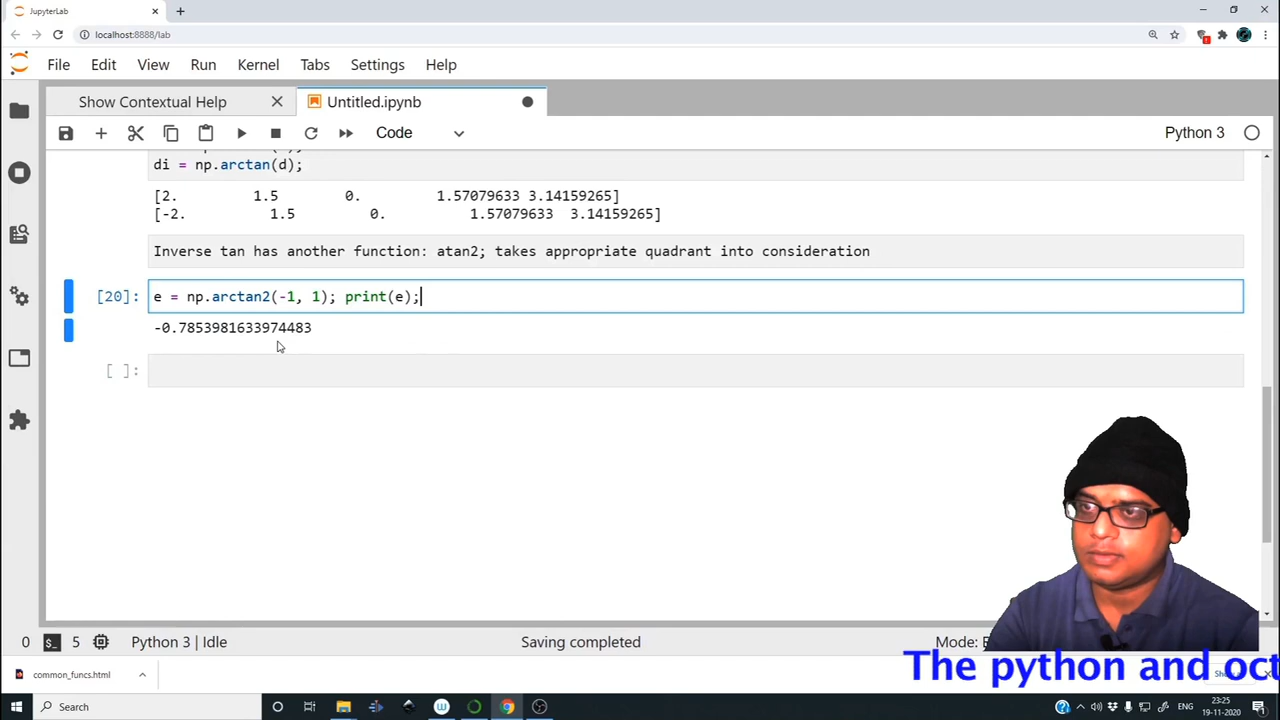 JupyterLab
localhost:8888/lab
File Edit View Run Kernel Tabs Settings Help
Show Contextual Help Untitled.ipynb
Code Python 3
di = np.arctan(d);
[2. 1.5 0. 1.57079633 3.14159265]
[-2. 1.5 0. 1.57079633 3.14159265]
Inverse tan has another function: atan2; takes appropriate quadrant into consideration
[20]: e = np.arctan2(-1, 1); print(e);
-0.7853981633974483
[ ]:
0 5 Python 3 | Idle Saving completed Mode:
The python and oct
common_funcs.html
Search
ENG
23:25
19-11-2020